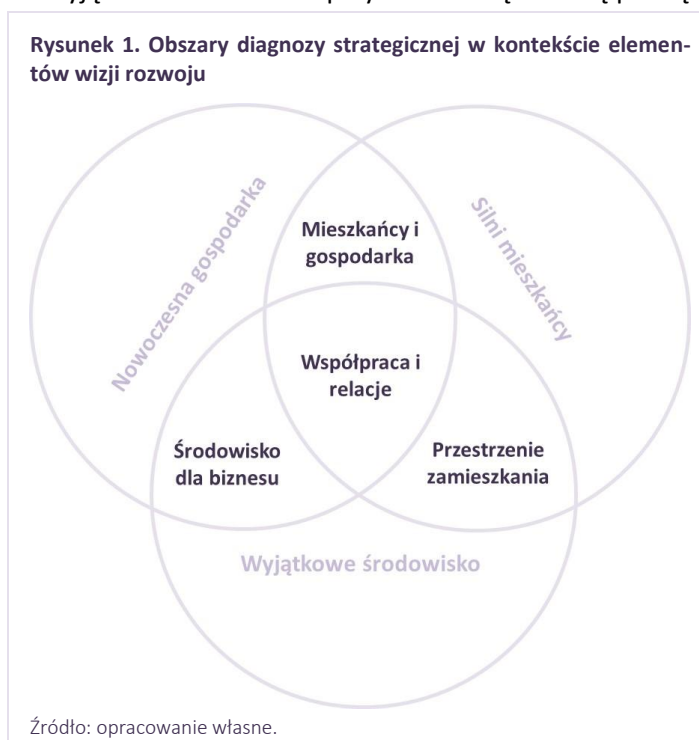 Rysunek 1. Obszary diagnozy strategicznej w kontekście elemen-
tów wizji rozwoju
Nowoczesna gospodarka
Silni mieszkańcy
Mieszkańcy i
gospodarka
Współpraca i
relacje
Środowisko
dla biznesu
Przestrzenie
zamieszkania
Wyjątkowe środowisko
Źródło: opracowanie własne.